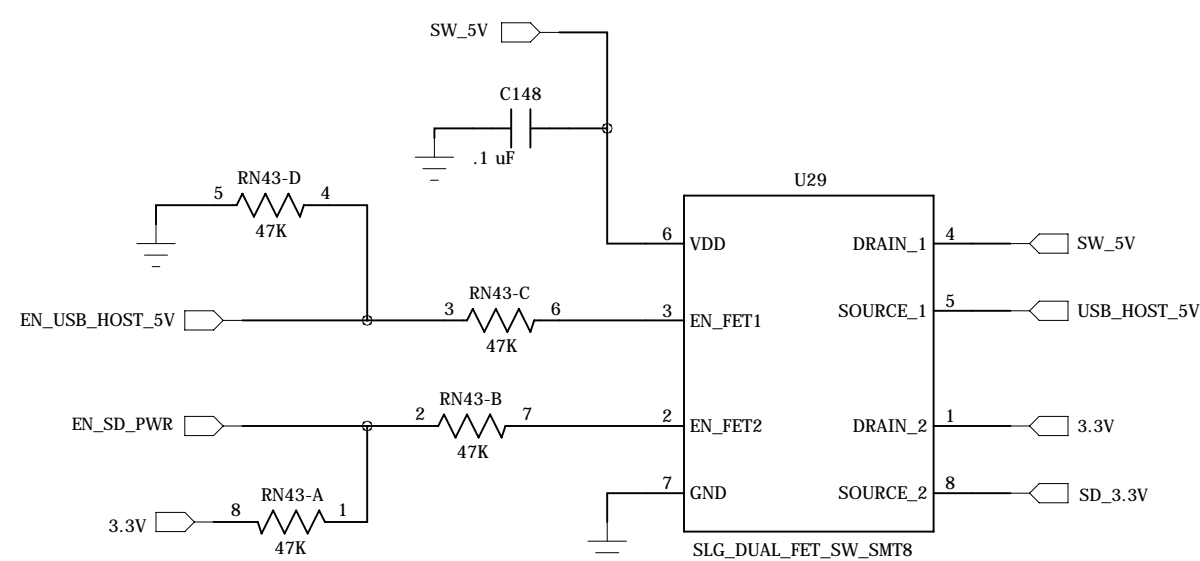 SW_5V
C148
.1 uF
RN43-D
5 4
47K
U29
6 VDD
DRAIN_1 4
SW_5V
EN_USB_HOST_5V
RN43-C
3 6
47K
3 EN_FET1
SOURCE_1 5
USB_HOST_5V
EN_SD_PWR
RN43-B
2 7
47K
2 EN_FET2
DRAIN_2 1
3.3V
RN43-A
3.3V
8 1
47K
7 GND
SOURCE_2 8
SD_3.3V
SLG_DUAL_FET_SW_SMT8